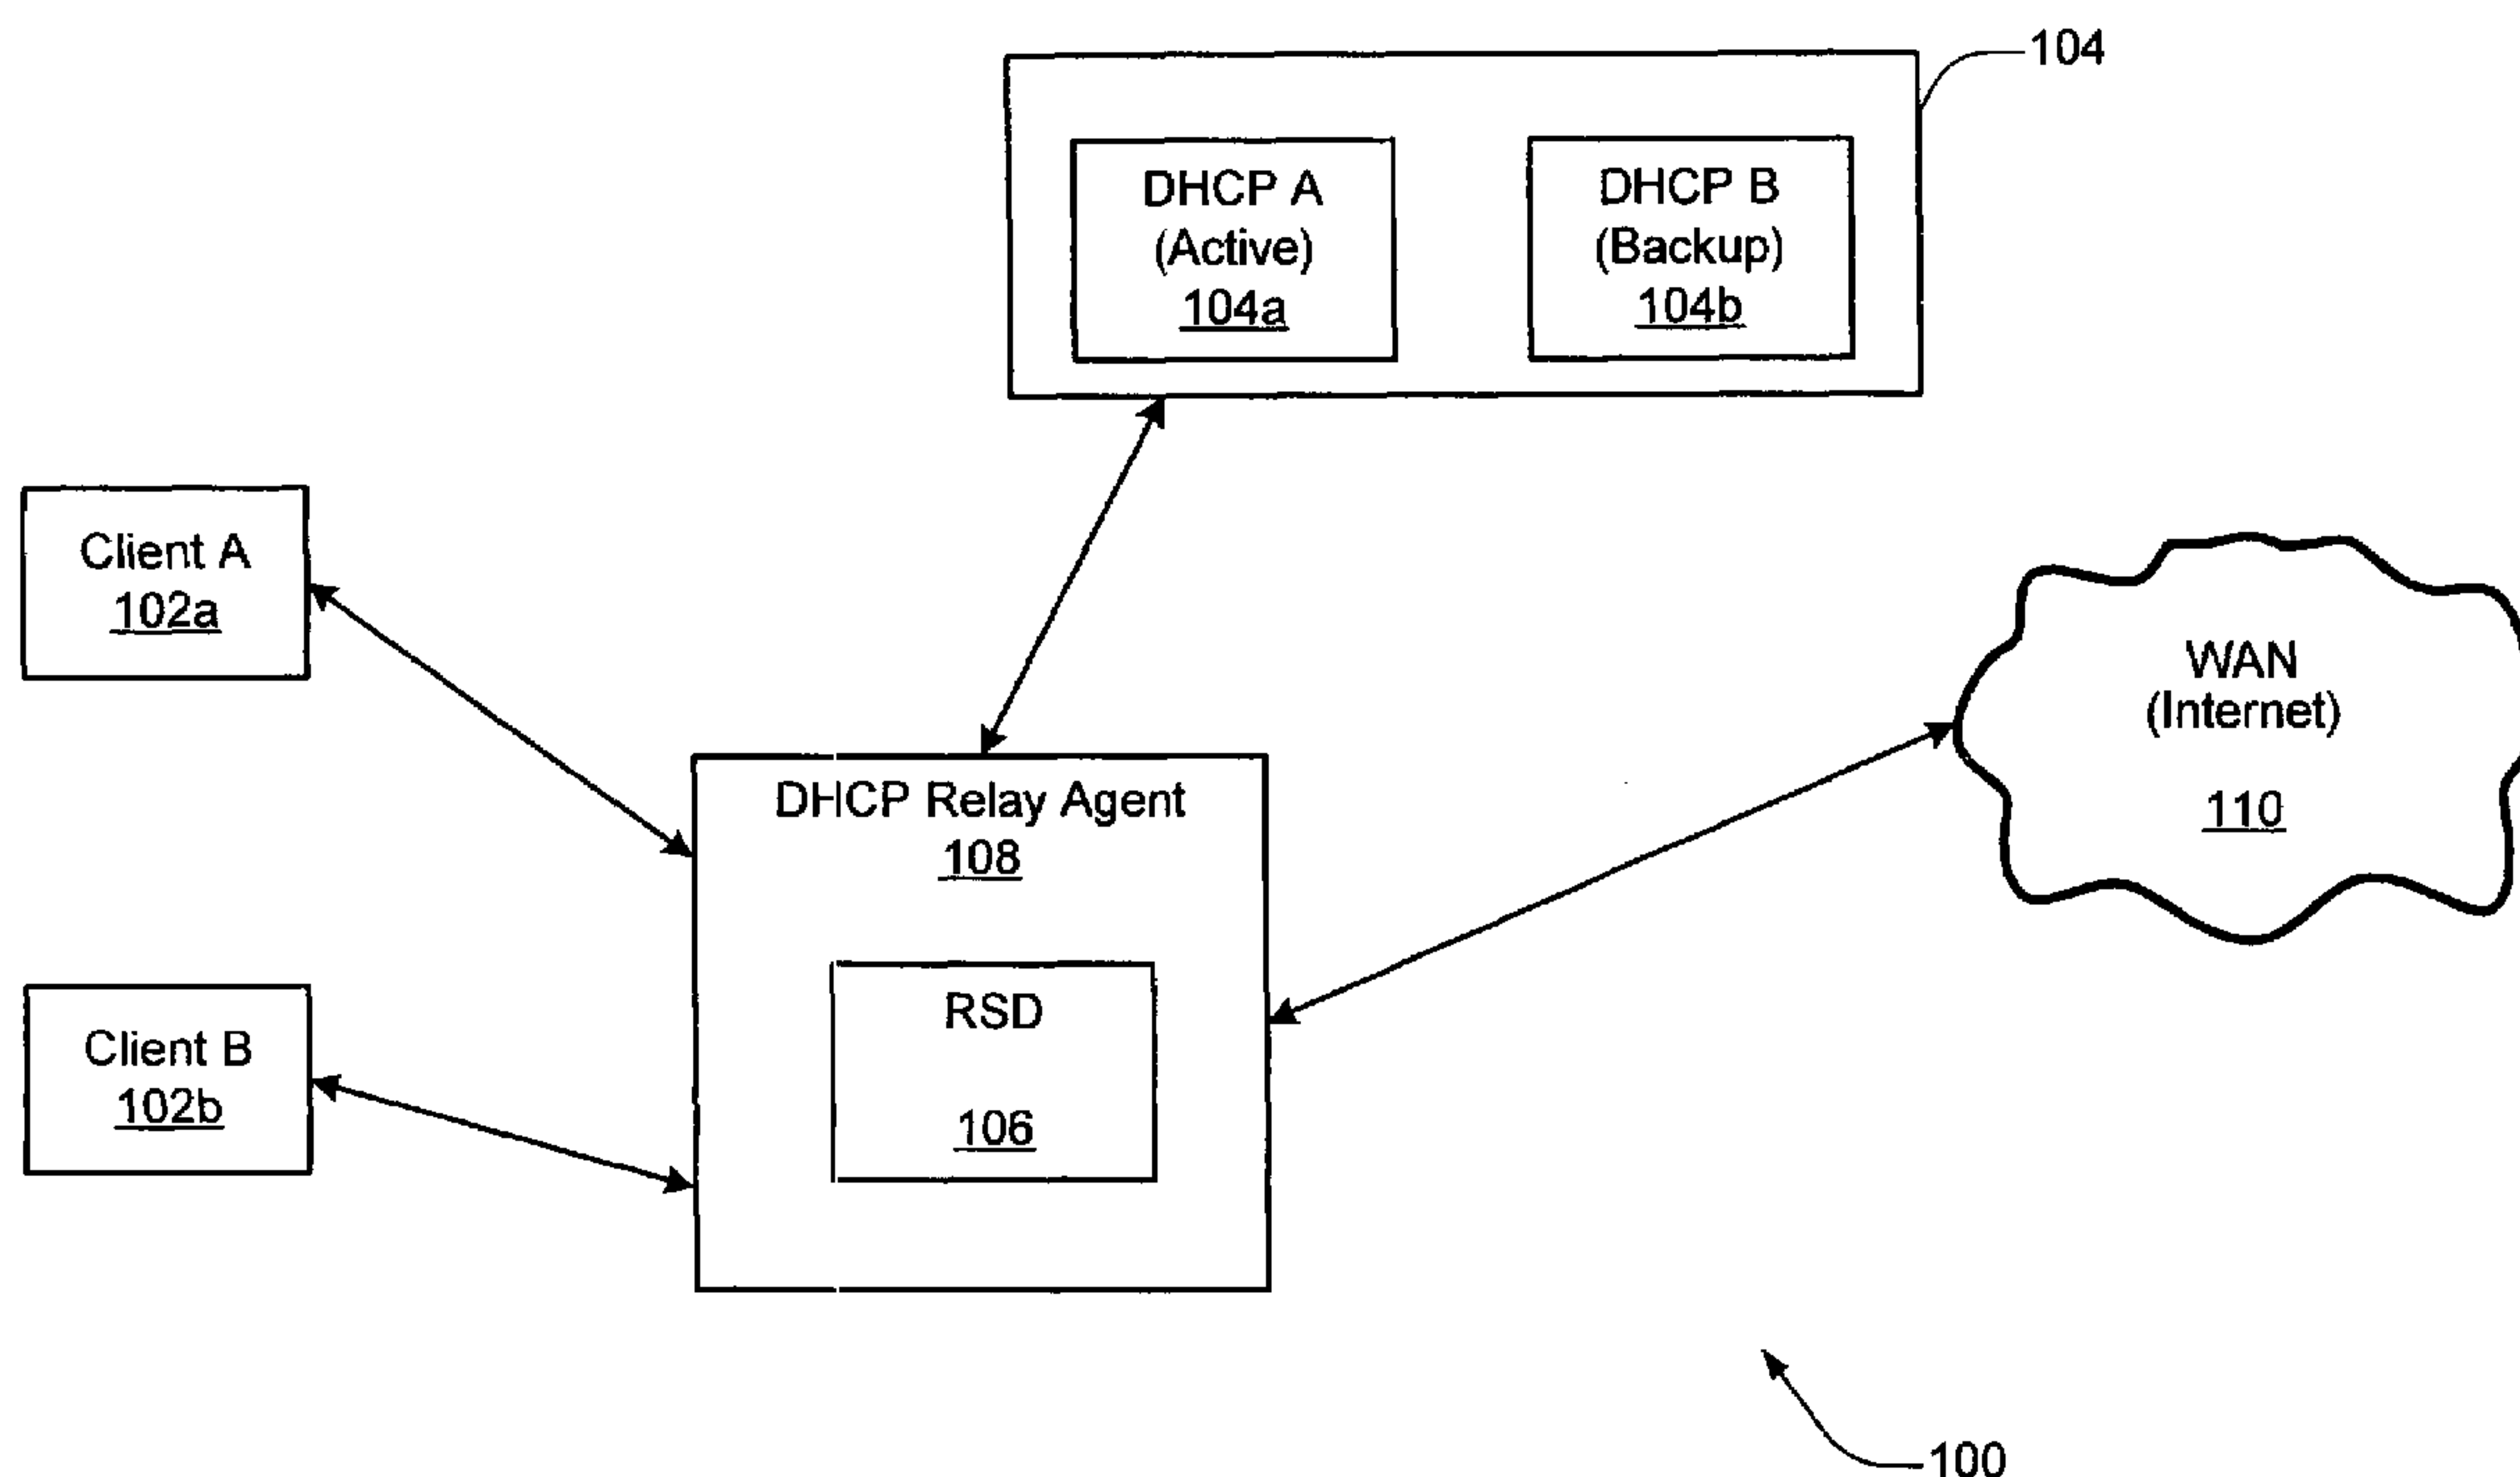 104
DHCP A
(Active)
104a
DHCP B
(Backup)
104b
Client A
102a
WAN
(Internet)
110
DHCP Relay Agent
108
RSD
106
Client B
102b
100